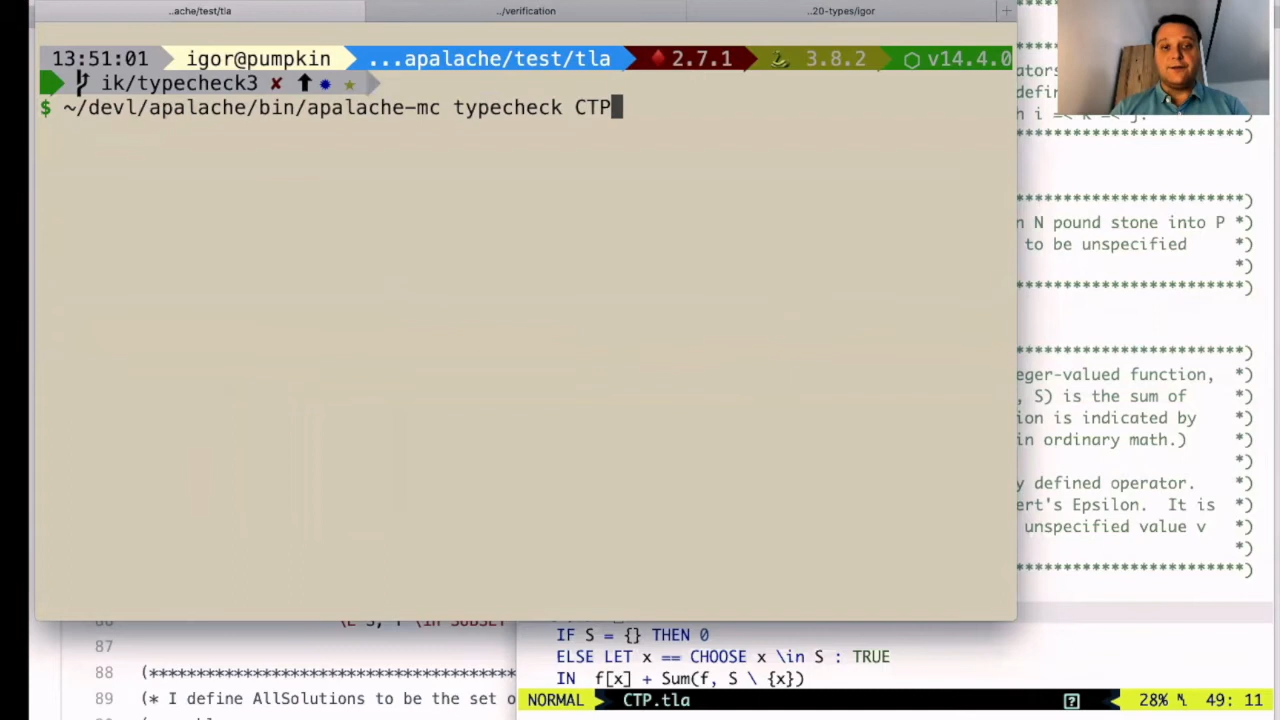 ..ache/test/tla
../verification
..20-types/igor
+
13:51:01 igor@pumpkin ...apalache/test/tla 2.7.1 3.8.2 v14.4.0
ik/typecheck3 ✘ ⬆ ✹
$ ~/devl/apalache/bin/apalache-mc typecheck CTP
**********************)
ators
defin
h i =< k =< j.
*)
**********************)
**********************)
n N pound stone into P *)
to be unspecified *)
*)
**********************)
**********************)
eger-valued function, *)
, S) is the sum of *)
ion is indicated by *)
in ordinary math.) *)
*)
y defined operator. *)
ert's Epsilon. It is *)
unspecified value v *)
*)
**********************)
86 \E S, T \in SUBSET
87
88 (***********************************
89 (* I define AllSolutions to be the set o
IF S = {} THEN 0
ELSE LET x == CHOOSE x \in S : TRUE
IN f[x] + Sum(f, S \ {x})
NORMAL CTP.tla 28% 49: 11